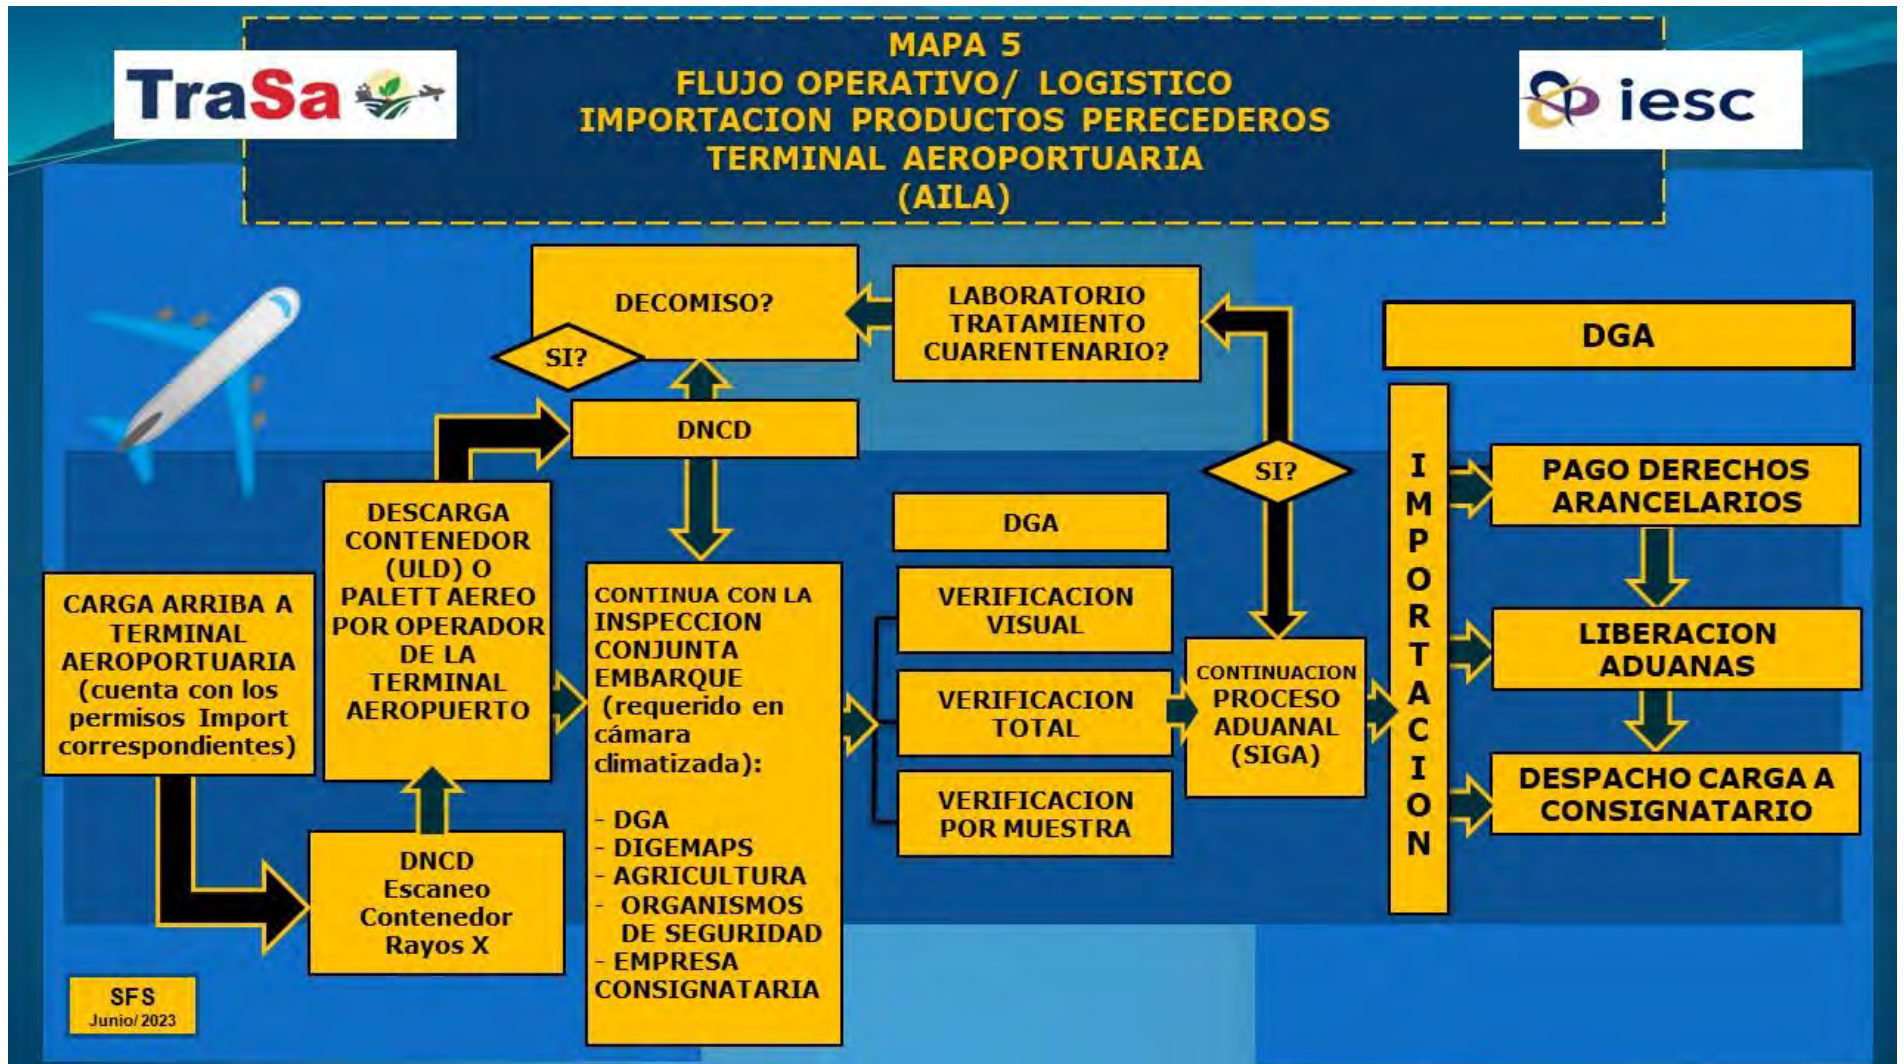 MAPA 5
FLUJO OPERATIVO/ LOGISTICO
IMPORTACION PRODUCTOS PERECEDEROS
TERMINAL AEROPORTUARIA
(AILA)
TraSa
iesc
DECOMISO?
SI?
LABORATORIO
TRATAMIENTO
CUARENTENARIO?
DGA
DNCD
SI?
CARGA ARRIBA A
TERMINAL
AEROPORTUARIA
(cuenta con los
permisos Import
correspondientes)
DESCARGA
CONTENEDOR
(ULD) O
PALETT AEREO
POR OPERADOR
DE LA
TERMINAL
AEROPUERTO
DNCD
Escaneo
Contenedor
Rayos X
CONTINUA CON LA
INSPECCION
CONJUNTA
EMBARQUE
(requerido en
cámara
climatizada):
- DGA
- DIGEMAPS
- AGRICULTURA
- ORGANISMOS
DE SEGURIDAD
- EMPRESA
CONSIGNATARIA
DGA
VERIFICACION
VISUAL
VERIFICACION
TOTAL
VERIFICACION
POR MUESTRA
CONTINUACION
PROCESO
ADUANAL
(SIGA)
IMPORTACION
PAGO DERECHOS
ARANCELARIOS
LIBERACION
ADUANAS
DESPACHO CARGA A
CONSIGNATARIO
SFS
Junio/2023